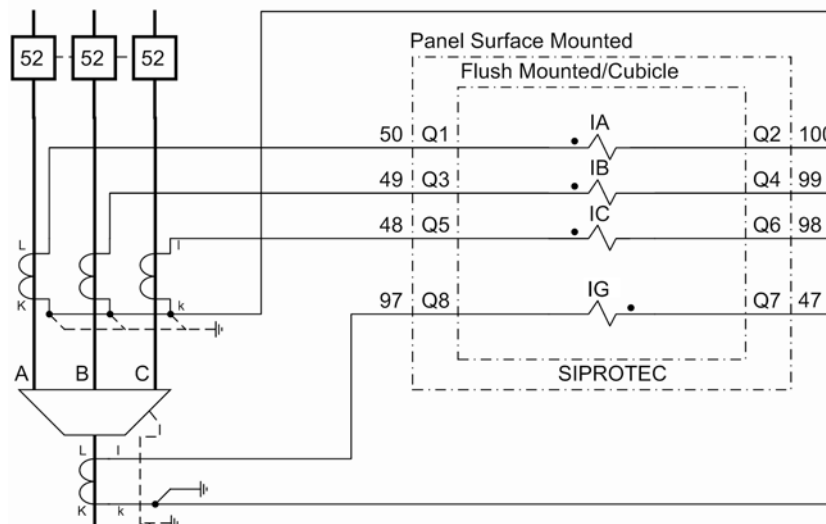 52 52 52
Panel Surface Mounted
Flush Mounted/Cubicle
50 Q1 IA Q2 100
49 Q3 IB Q4 99
48 Q5 IC Q6 98
L l
K k
97 Q8 IG Q7 47
A B C
SIPROTEC
L l
K k